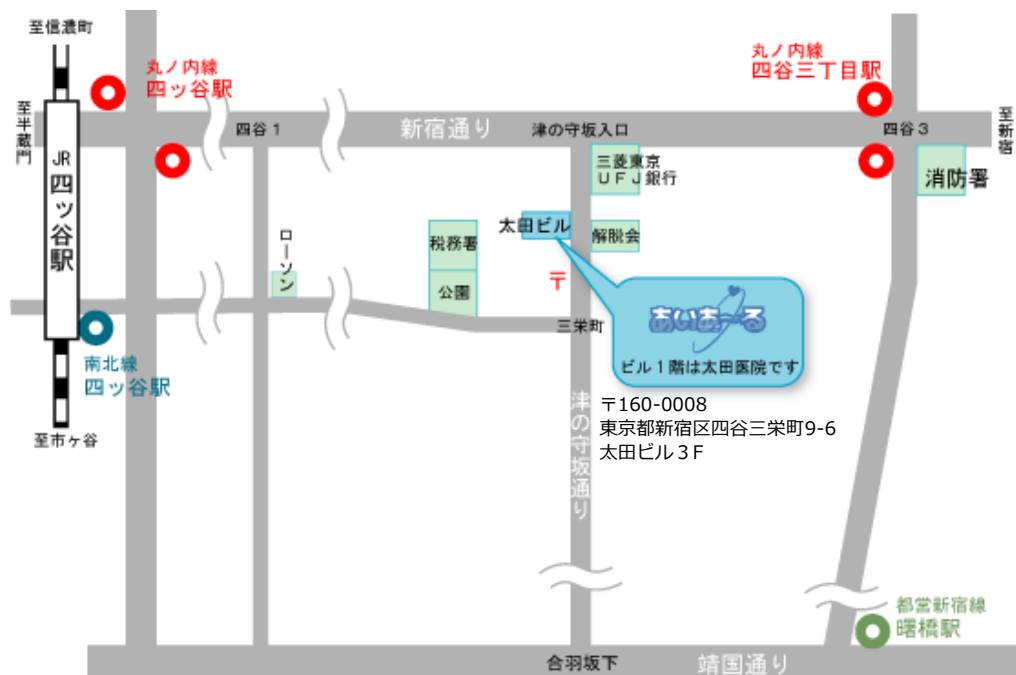 至信濃町
丸ノ内線
四ッ谷駅
丸ノ内線
四谷三丁目駅
至半蔵門
四谷1
新宿通り
津の守坂入口
四谷3
至新宿
JR四ッ谷駅
三菱東京
UFJ銀行
消防署
太田ビル
解脱会
税務署
ローソン
〒
公園
あいあ〜る
三栄町
ビル1階は太田医院です
南北線
四ッ谷駅
至市ヶ谷
津の守坂通り
〒160-0008
東京都新宿区四谷三栄町9-6
太田ビル3F
都営新宿線
曙橋駅
合羽坂下
靖国通り